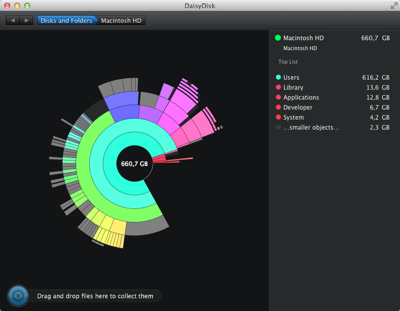 DaisyDisk
Disks and Folders
Macintosh HD
Macintosh HD 660,7 GB
Macintosh HD
Top List
Users 616,2 GB
Library 13,6 GB
Applications 12,8 GB
Developer 6,7 GB
System 4,2 GB
...smaller objects... 2,3 GB
660,7 GB
Drag and drop files here to collect them